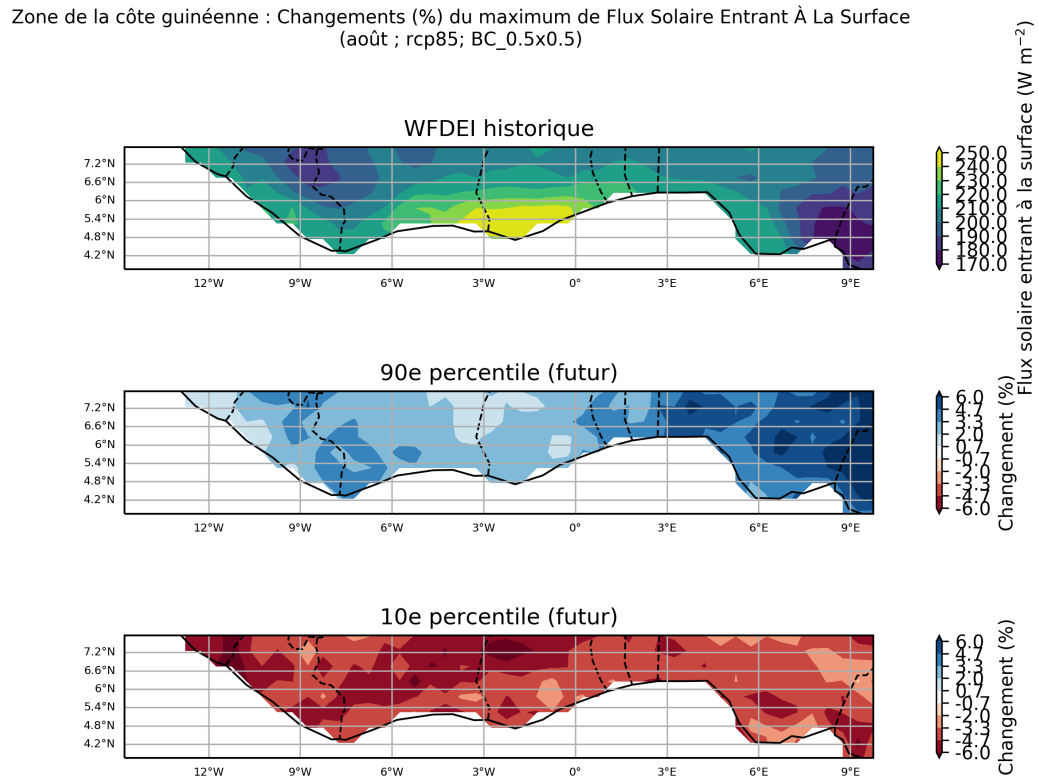 Zone de la côte guinéenne : Changements (%) du maximum de Flux Solaire Entrant À La Surface
(août ; rcp85; BC_0.5x0.5)
WFDEI historique
7.2°N
6.6°N
6°N
5.4°N
4.8°N
4.2°N
12°W 9°W 6°W 3°W 0° 3°E 6°E 9°E
250.0
240.0
230.0
220.0
210.0
200.0
190.0
180.0
170.0
Flux solaire entrant à la surface (W m⁻²)
90e percentile (futur)
7.2°N
6.6°N
6°N
5.4°N
4.8°N
4.2°N
12°W 9°W 6°W 3°W 0° 3°E 6°E 9°E
6.0
4.7
3.3
2.0
0.7
-0.7
-2.0
-3.3
-4.7
-6.0
Changement (%)
10e percentile (futur)
7.2°N
6.6°N
6°N
5.4°N
4.8°N
4.2°N
12°W 9°W 6°W 3°W 0° 3°E 6°E 9°E
6.0
4.7
3.3
2.0
0.7
-0.7
-2.0
-3.3
-4.7
-6.0
Changement (%)